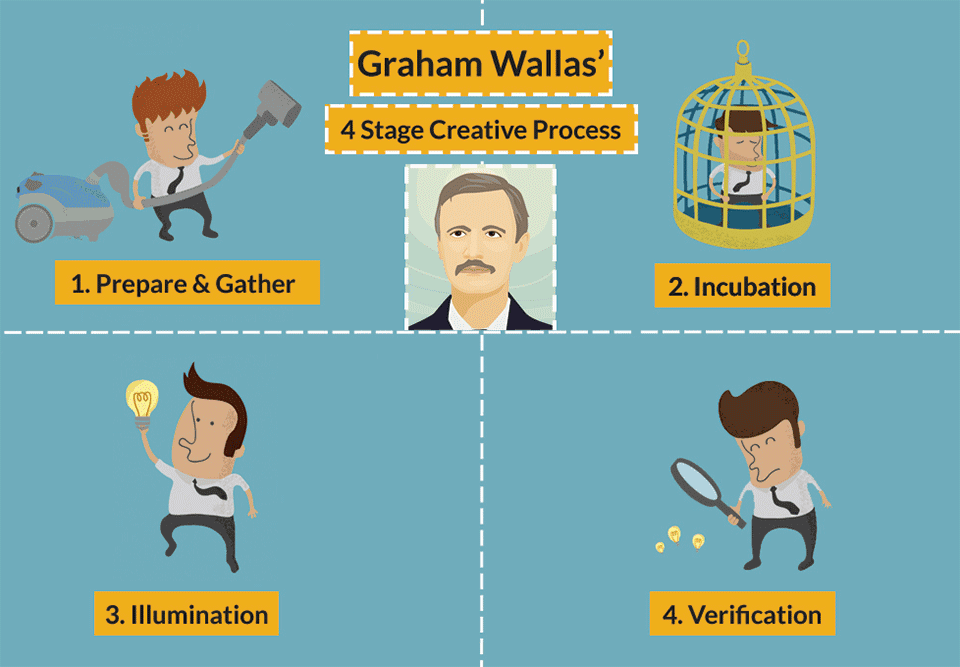 Graham Wallas’
4 Stage Creative Process
1. Prepare & Gather
2. Incubation
3. Illumination
4. Verification